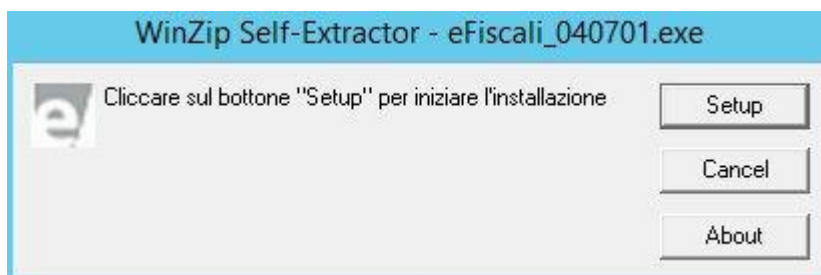 WinZip Self-Extractor - eFiscali_040701.exe
e/
Cliccare sul bottone "Setup" per iniziare l'installazione
Setup
Cancel
About